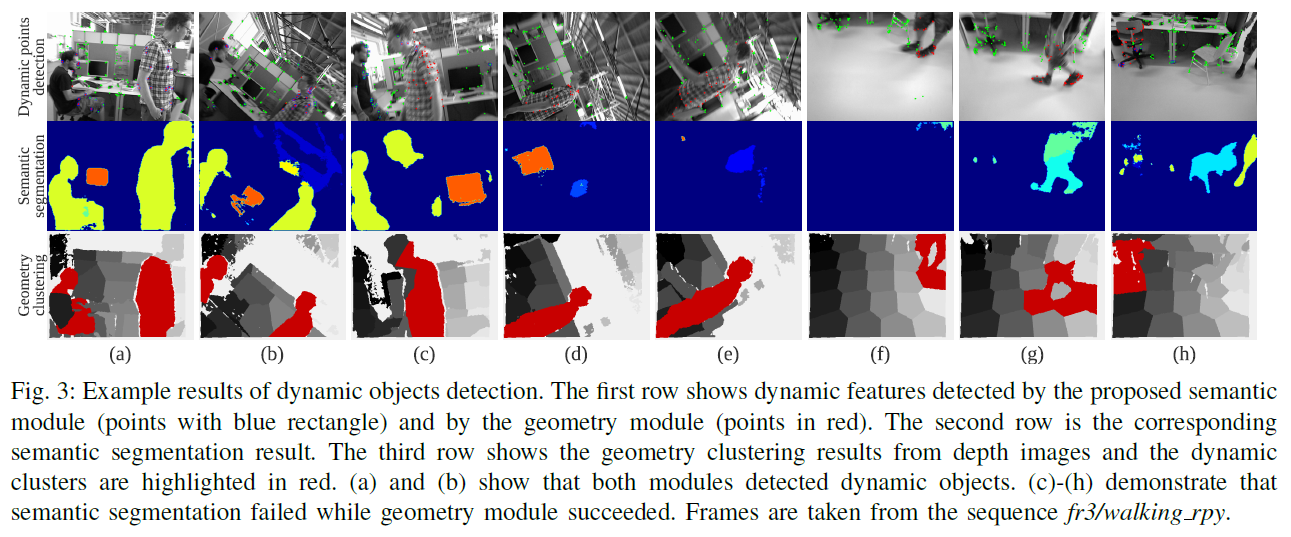 Dynamic points
detection
Semantic
segmentation
Geometry
clustering
(a) (b) (c) (d) (e) (f) (g) (h)
Fig. 3: Example results of dynamic objects detection. The first row shows dynamic features detected by the proposed semantic
module (points with blue rectangle) and by the geometry module (points in red). The second row is the corresponding
semantic segmentation result. The third row shows the geometry clustering results from depth images and the dynamic
clusters are highlighted in red. (a) and (b) show that both modules detected dynamic objects. (c)-(h) demonstrate that
semantic segmentation failed while geometry module succeeded. Frames are taken from the sequence fr3/walking_rpy.